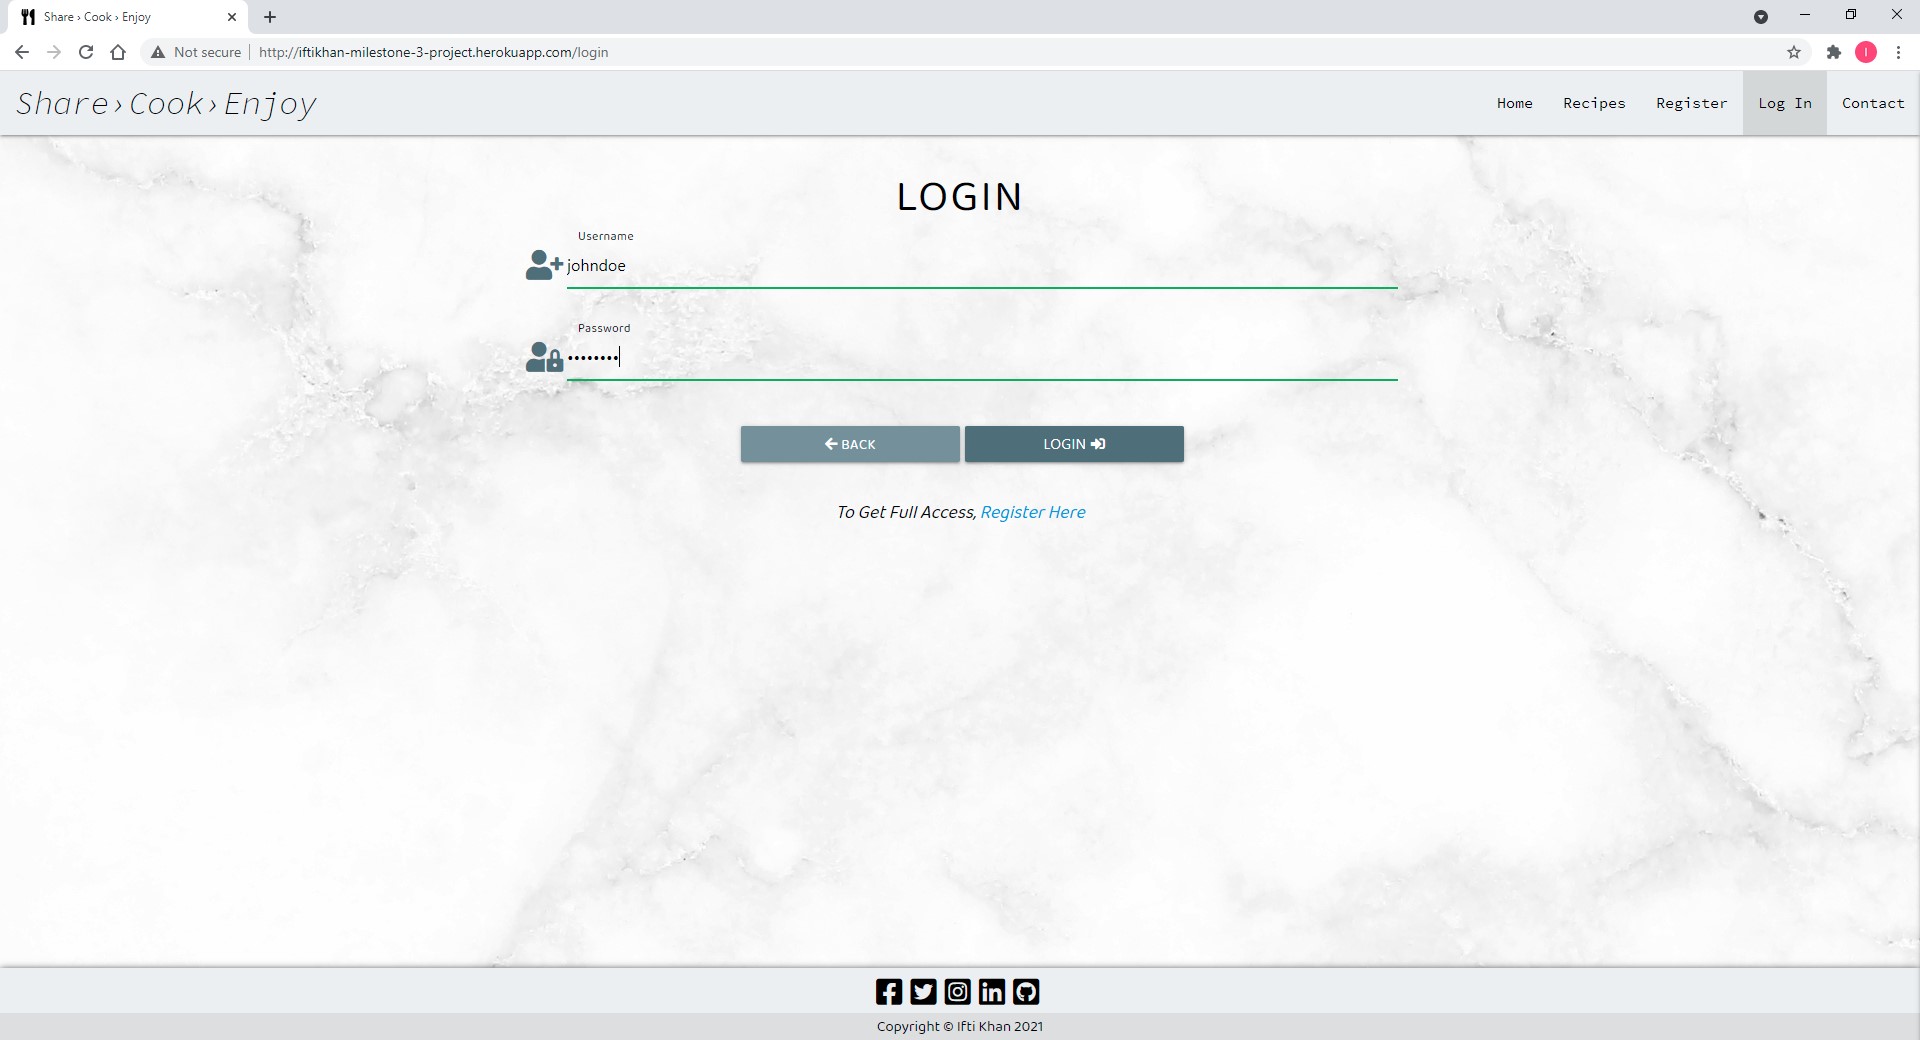 Share › Cook › Enjoy
Not secure
http://iftikhan-milestone-3-project.herokuapp.com/login
I
Share›Cook›Enjoy
Home
Recipes
Register
Log In
Contact
LOGIN
Username
johndoe
Password
••••••••
BACK
LOGIN
To Get Full Access, Register Here
Copyright © Ifti Khan 2021